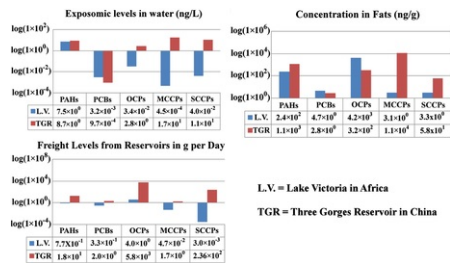 Exposomic levels in water (ng/L)
log(1×10²)
log(1×10⁰)
log(1×10⁻²)
log(1×10⁻⁴)
PAHs PCBs OCPs MCCPs SCCPs
L.V. 7.5×10⁰ 3.2×10⁻³ 3.4×10⁻² 4.5×10⁻⁴ 4.0×10⁻²
TGR 8.7×10⁰ 9.7×10⁻⁴ 2.8×10⁰ 1.7×10¹ 1.1×10¹
Concentration in Fats (ng/g)
log(1×10⁶)
log(1×10⁴)
log(1×10²)
log(1×10⁰)
PAHs PCBs OCPs MCCPs SCCPs
L.V. 2.4×10² 4.7×10⁰ 4.2×10³ 3.1×10⁰ 3.3x10⁰
TGR 1.1×10³ 2.8×10⁰ 3.2×10² 1.1×10⁴ 5.8x10¹
Freight Levels from Reservoirs in g per Day
log(1×10⁸)
log(1×10⁴)
log(1×10⁰)
log(1×10⁻⁴)
PAHs PCBs OCPs MCCPs SCCPs
L.V. 7.7X10⁻¹ 3.3×10⁻¹ 4.0×10⁰ 4.7×10⁻² 3.0×10⁻³
TGR 1.8×10¹ 2.0×10⁰ 5.8×10³ 1.7×10⁰ 2.36×10²
L.V. = Lake Victoria in Africa
TGR = Three Gorges Reservoir in China